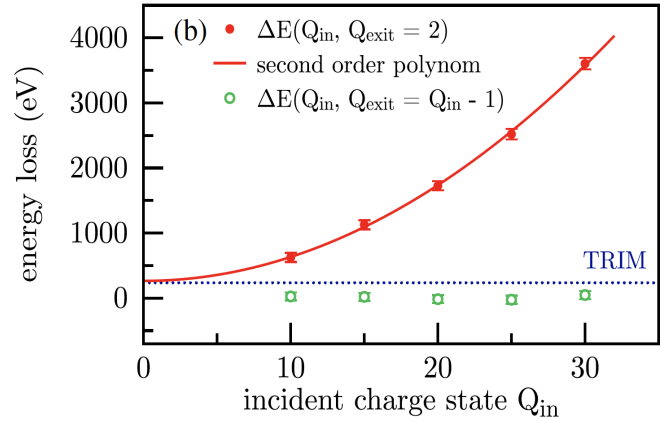 (b)
ΔE(Q_in, Q_exit = 2)
second order polynom
ΔE(Q_in, Q_exit = Q_in - 1)
4000
3000
2000
1000
0
energy loss (eV)
TRIM
0
10
20
30
incident charge state Q_in